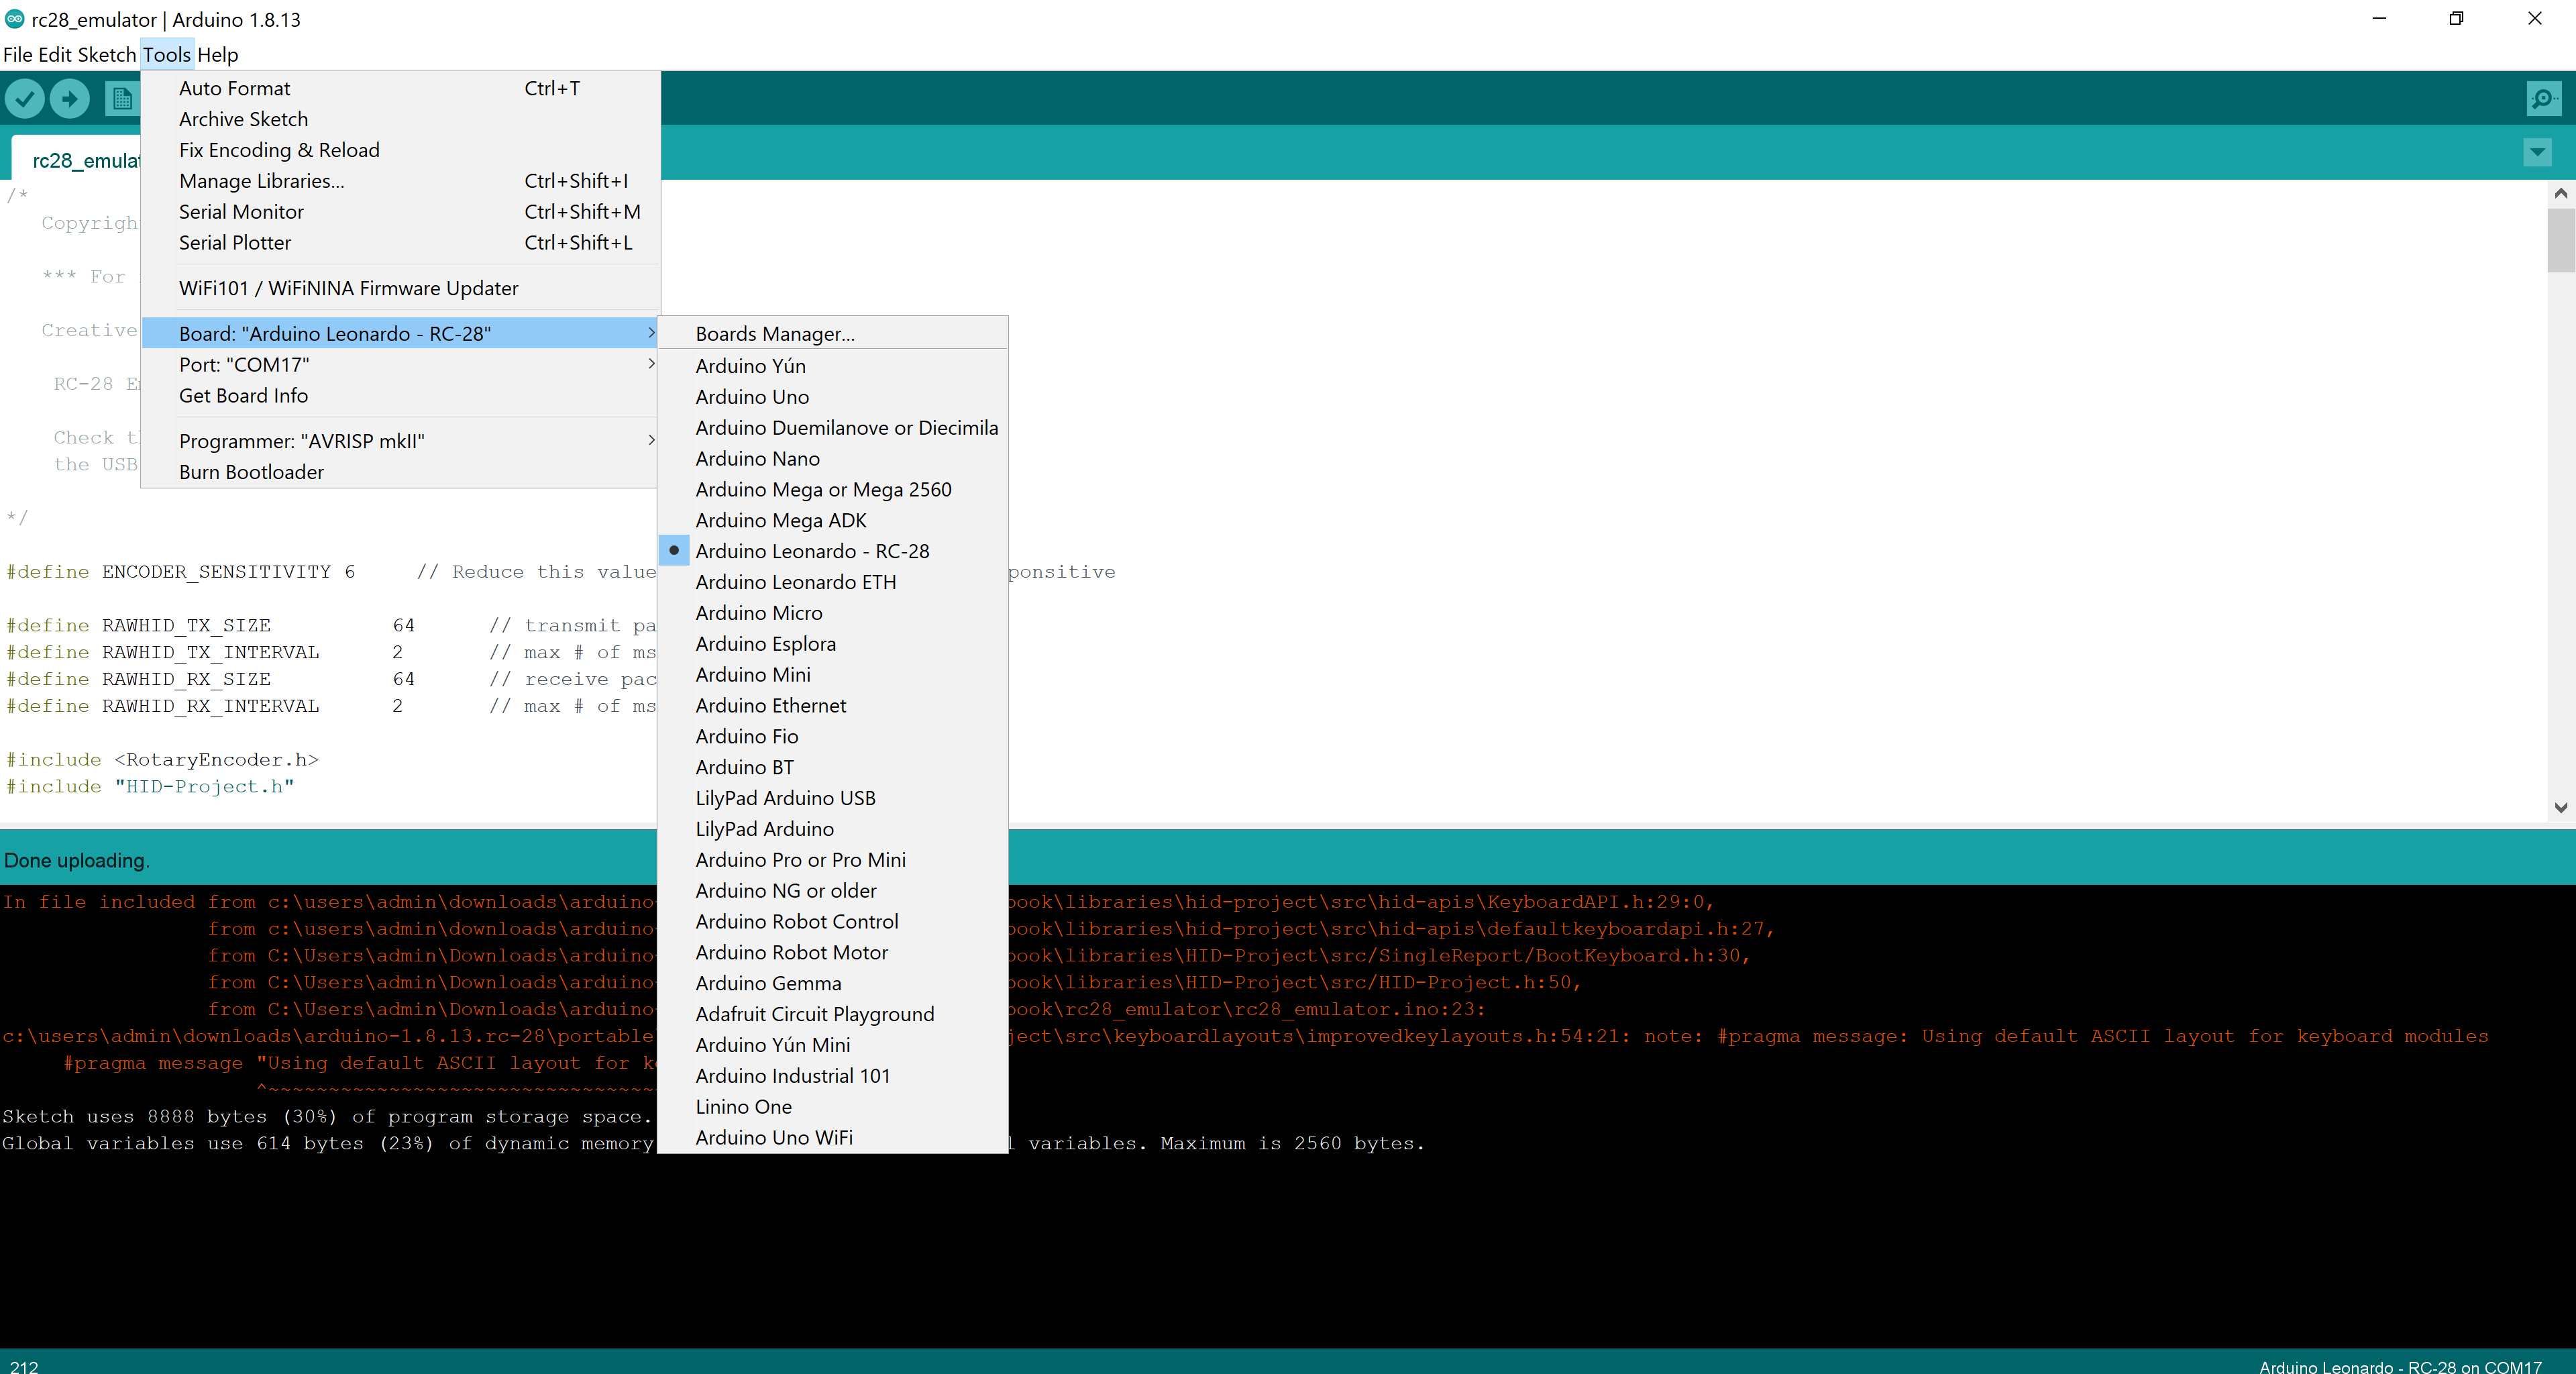 rc28_emulator | Arduino 1.8.13
File Edit Sketch Tools Help
Auto Format Ctrl+T
Archive Sketch
Fix Encoding & Reload
Manage Libraries... Ctrl+Shift+I
Serial Monitor Ctrl+Shift+M
Serial Plotter Ctrl+Shift+L
WiFi101 / WiFiNINA Firmware Updater
Board: "Arduino Leonardo - RC-28"
Port: "COM17"
Get Board Info
Programmer: "AVRISP mkII"
Burn Bootloader
Boards Manager...
Arduino Yún
Arduino Uno
Arduino Duemilanove or Diecimila
Arduino Nano
Arduino Mega or Mega 2560
Arduino Mega ADK
Arduino Leonardo - RC-28
Arduino Leonardo ETH
Arduino Micro
Arduino Esplora
Arduino Mini
Arduino Ethernet
Arduino Fio
Arduino BT
LilyPad Arduino USB
LilyPad Arduino
Arduino Pro or Pro Mini
Arduino NG or older
Arduino Robot Control
Arduino Robot Motor
Arduino Gemma
Adafruit Circuit Playground
Arduino Yún Mini
Arduino Industrial 101
Linino One
Arduino Uno WiFi
rc28_emulat
/*
Copyrigh
*** For
Creative
RC-28 E
Check t
the USB
*/
#define ENCODER_SENSITIVITY 6 // Reduce this value ponsitive
#define RAWHID_TX_SIZE 64 // transmit pa
#define RAWHID_TX_INTERVAL 2 // max # of ms
#define RAWHID_RX_SIZE 64 // receive pac
#define RAWHID_RX_INTERVAL 2 // max # of ms
#include <RotaryEncoder.h>
#include "HID-Project.h"
Done uploading.
In file included from c:\users\admin\downloads\arduino- ook\libraries\hid-project\src\hid-apis\KeyboardAPI.h:29:0,
from c:\users\admin\downloads\arduino- ook\libraries\hid-project\src\hid-apis\defaultkeyboardapi.h:27,
from C:\Users\admin\Downloads\arduino- ook\libraries\HID-Project\src/SingleReport/BootKeyboard.h:30,
from C:\Users\admin\Downloads\arduino- ook\libraries\HID-Project\src/HID-Project.h:50,
from C:\Users\admin\Downloads\arduino- ook\rc28_emulator\rc28_emulator.ino:23:
c:\users\admin\downloads\arduino-1.8.13.rc-28\portable ject\src\keyboardlayouts\improvedkeylayouts.h:54:21: note: #pragma message: Using default ASCII layout for keyboard modules
#pragma message "Using default ASCII layout for k
^~~~~~~~~~~~~~~~~~~~~~~~~~~~~~~~~
Sketch uses 8888 bytes (30%) of program storage space.
Global variables use 614 bytes (23%) of dynamic memory l variables. Maximum is 2560 bytes.
212
Arduino Leonardo - RC-28 on COM17